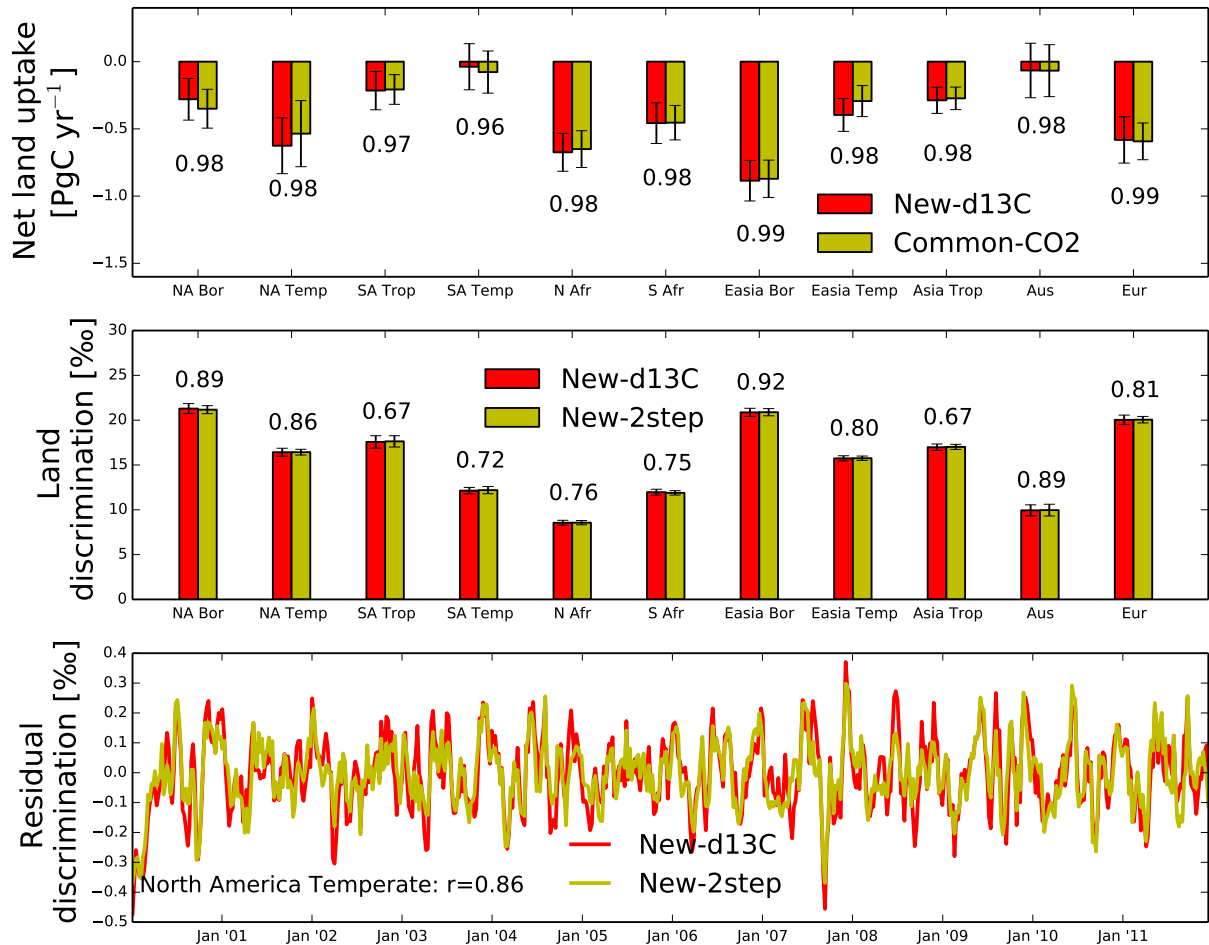 Net land uptake
[PgC yr⁻¹]
0.0
−0.5
−1.0
−1.5
0.98
0.98
0.97
0.96
0.98
0.98
0.99
0.98
0.98
0.98
0.99
New-d13C
Common-CO2
NA Bor
NA Temp
SA Trop
SA Temp
N Afr
S Afr
Easia Bor
Easia Temp
Asia Trop
Aus
Eur
Land
discrimination [‰]
30
25
20
15
10
5
0
0.89
0.86
0.67
0.72
0.76
0.75
0.92
0.80
0.67
0.89
0.81
New-d13C
New-2step
NA Bor
NA Temp
SA Trop
SA Temp
N Afr
S Afr
Easia Bor
Easia Temp
Asia Trop
Aus
Eur
Residual
discrimination [‰]
0.4
0.3
0.2
0.1
0.0
−0.1
−0.2
−0.3
−0.4
−0.5
New-d13C
New-2step
North America Temperate: r=0.86
Jan '01
Jan '02
Jan '03
Jan '04
Jan '05
Jan '06
Jan '07
Jan '08
Jan '09
Jan '10
Jan '11